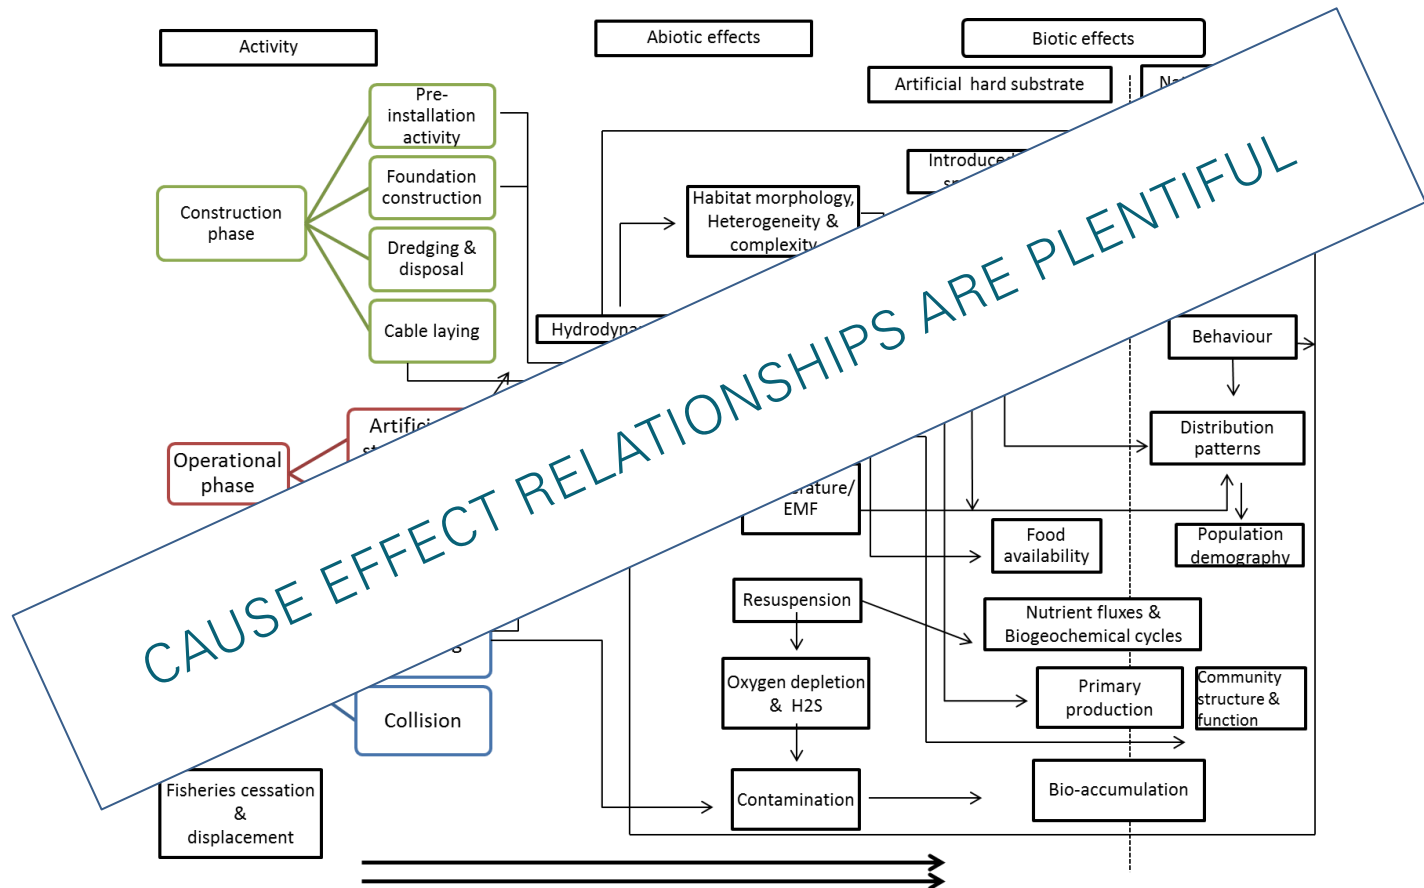 Activity
Abiotic effects
Biotic effects
Artificial hard substrate
Pre-
installation
activity
Foundation
construction
Construction
phase
Dredging &
disposal
Cable laying
Habitat morphology,
Heterogeneity &
complexity
CAUSE EFFECT RELATIONSHIPS ARE PLENTIFUL
Behaviour
Distribution
patterns
Population
demography
Operational
phase
EMF
Food
availability
Resuspension
Nutrient fluxes &
Biogeochemical cycles
Oxygen depletion
& H2S
Primary
production
Community
structure &
function
Collision
Contamination
Bio-accumulation
Fisheries cessation
&
displacement